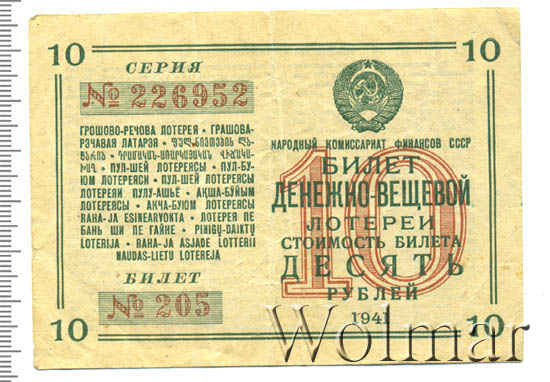 10
10
СЕРИЯ
№ 226952
ГРОШОВО-РЕЧОВА ЛОТЕРЕЯ • ГРАШОВА-
РЭЧАВАЯ ЛАТАРЭЯ •
• ПУЛ-ШЕЙ ЛОТЕРЕЯСЫ • ПУЛ-БУ-
ЮМ ЛОТЕРЕЯСИ • ПУЛ ШЕЙ ЛОТЕРЕЯСЫ
ЛОТЕРЕИ ПУЛУ-АШЬЁ • АКША-БУЙЫМ
ЛОТЕРЕЯСЫ • АКЧА-БУЮМ ЛОТЕРЕЯСЫ
RAHA-JA ESINEARVONTA • ЛОТЕРЕЯ ПЕ
БАНЬ ШИ ПЕ ГАЙНЕ • PINIGŲ-DAIKTŲ
LOTERIJA • RAHA-JA ASJADE LOTTERII
NAUDAS-LIETU LOTEREJA
БИЛЕТ
№ 205
НАРОДНЫЙ КОМИССАРИАТ ФИНАНСОВ СССР
10
БИЛЕТ
ДЕНЕЖНО-ВЕЩЕВОЙ
ЛОТЕРЕИ
СТОИМОСТЬ БИЛЕТА
ДЕСЯТЬ
РУБЛЕЙ
1941
10
10
Wolmar